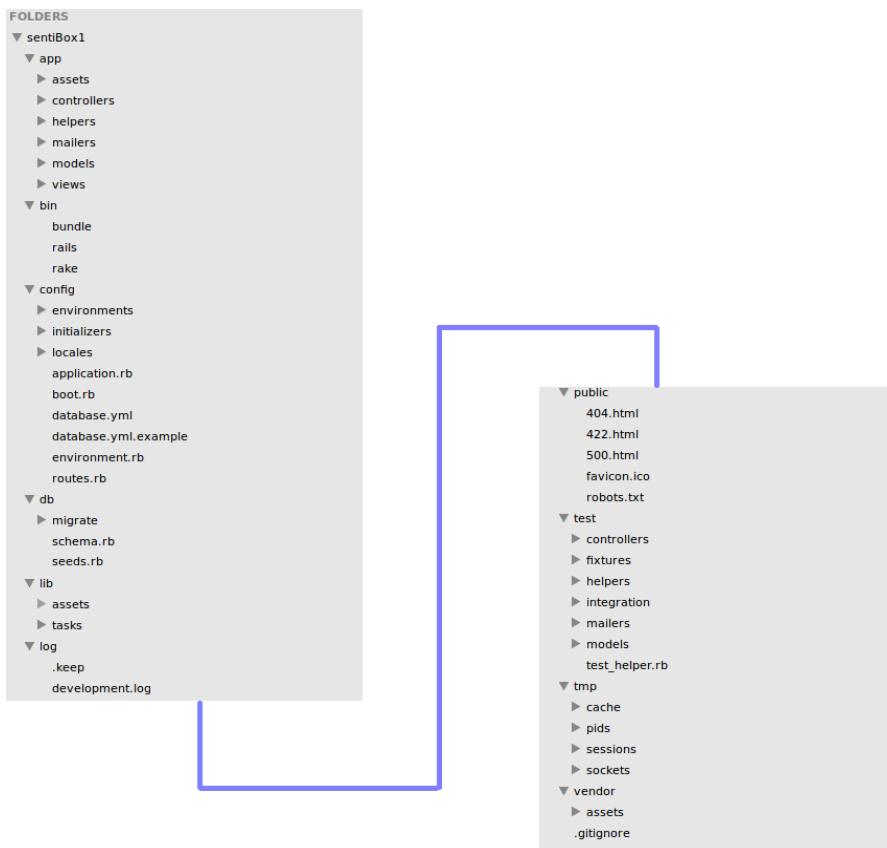 FOLDERS
sentiBox1
app
assets
controllers
helpers
mailers
models
views
bin
bundle
rails
rake
config
environments
initializers
locales
application.rb
boot.rb
database.yml
database.yml.example
environment.rb
routes.rb
db
migrate
schema.rb
seeds.rb
lib
assets
tasks
log
.keep
development.log
public
404.html
422.html
500.html
favicon.ico
robots.txt
test
controllers
fixtures
helpers
integration
mailers
models
test_helper.rb
tmp
cache
pids
sessions
sockets
vendor
assets
.gitignore